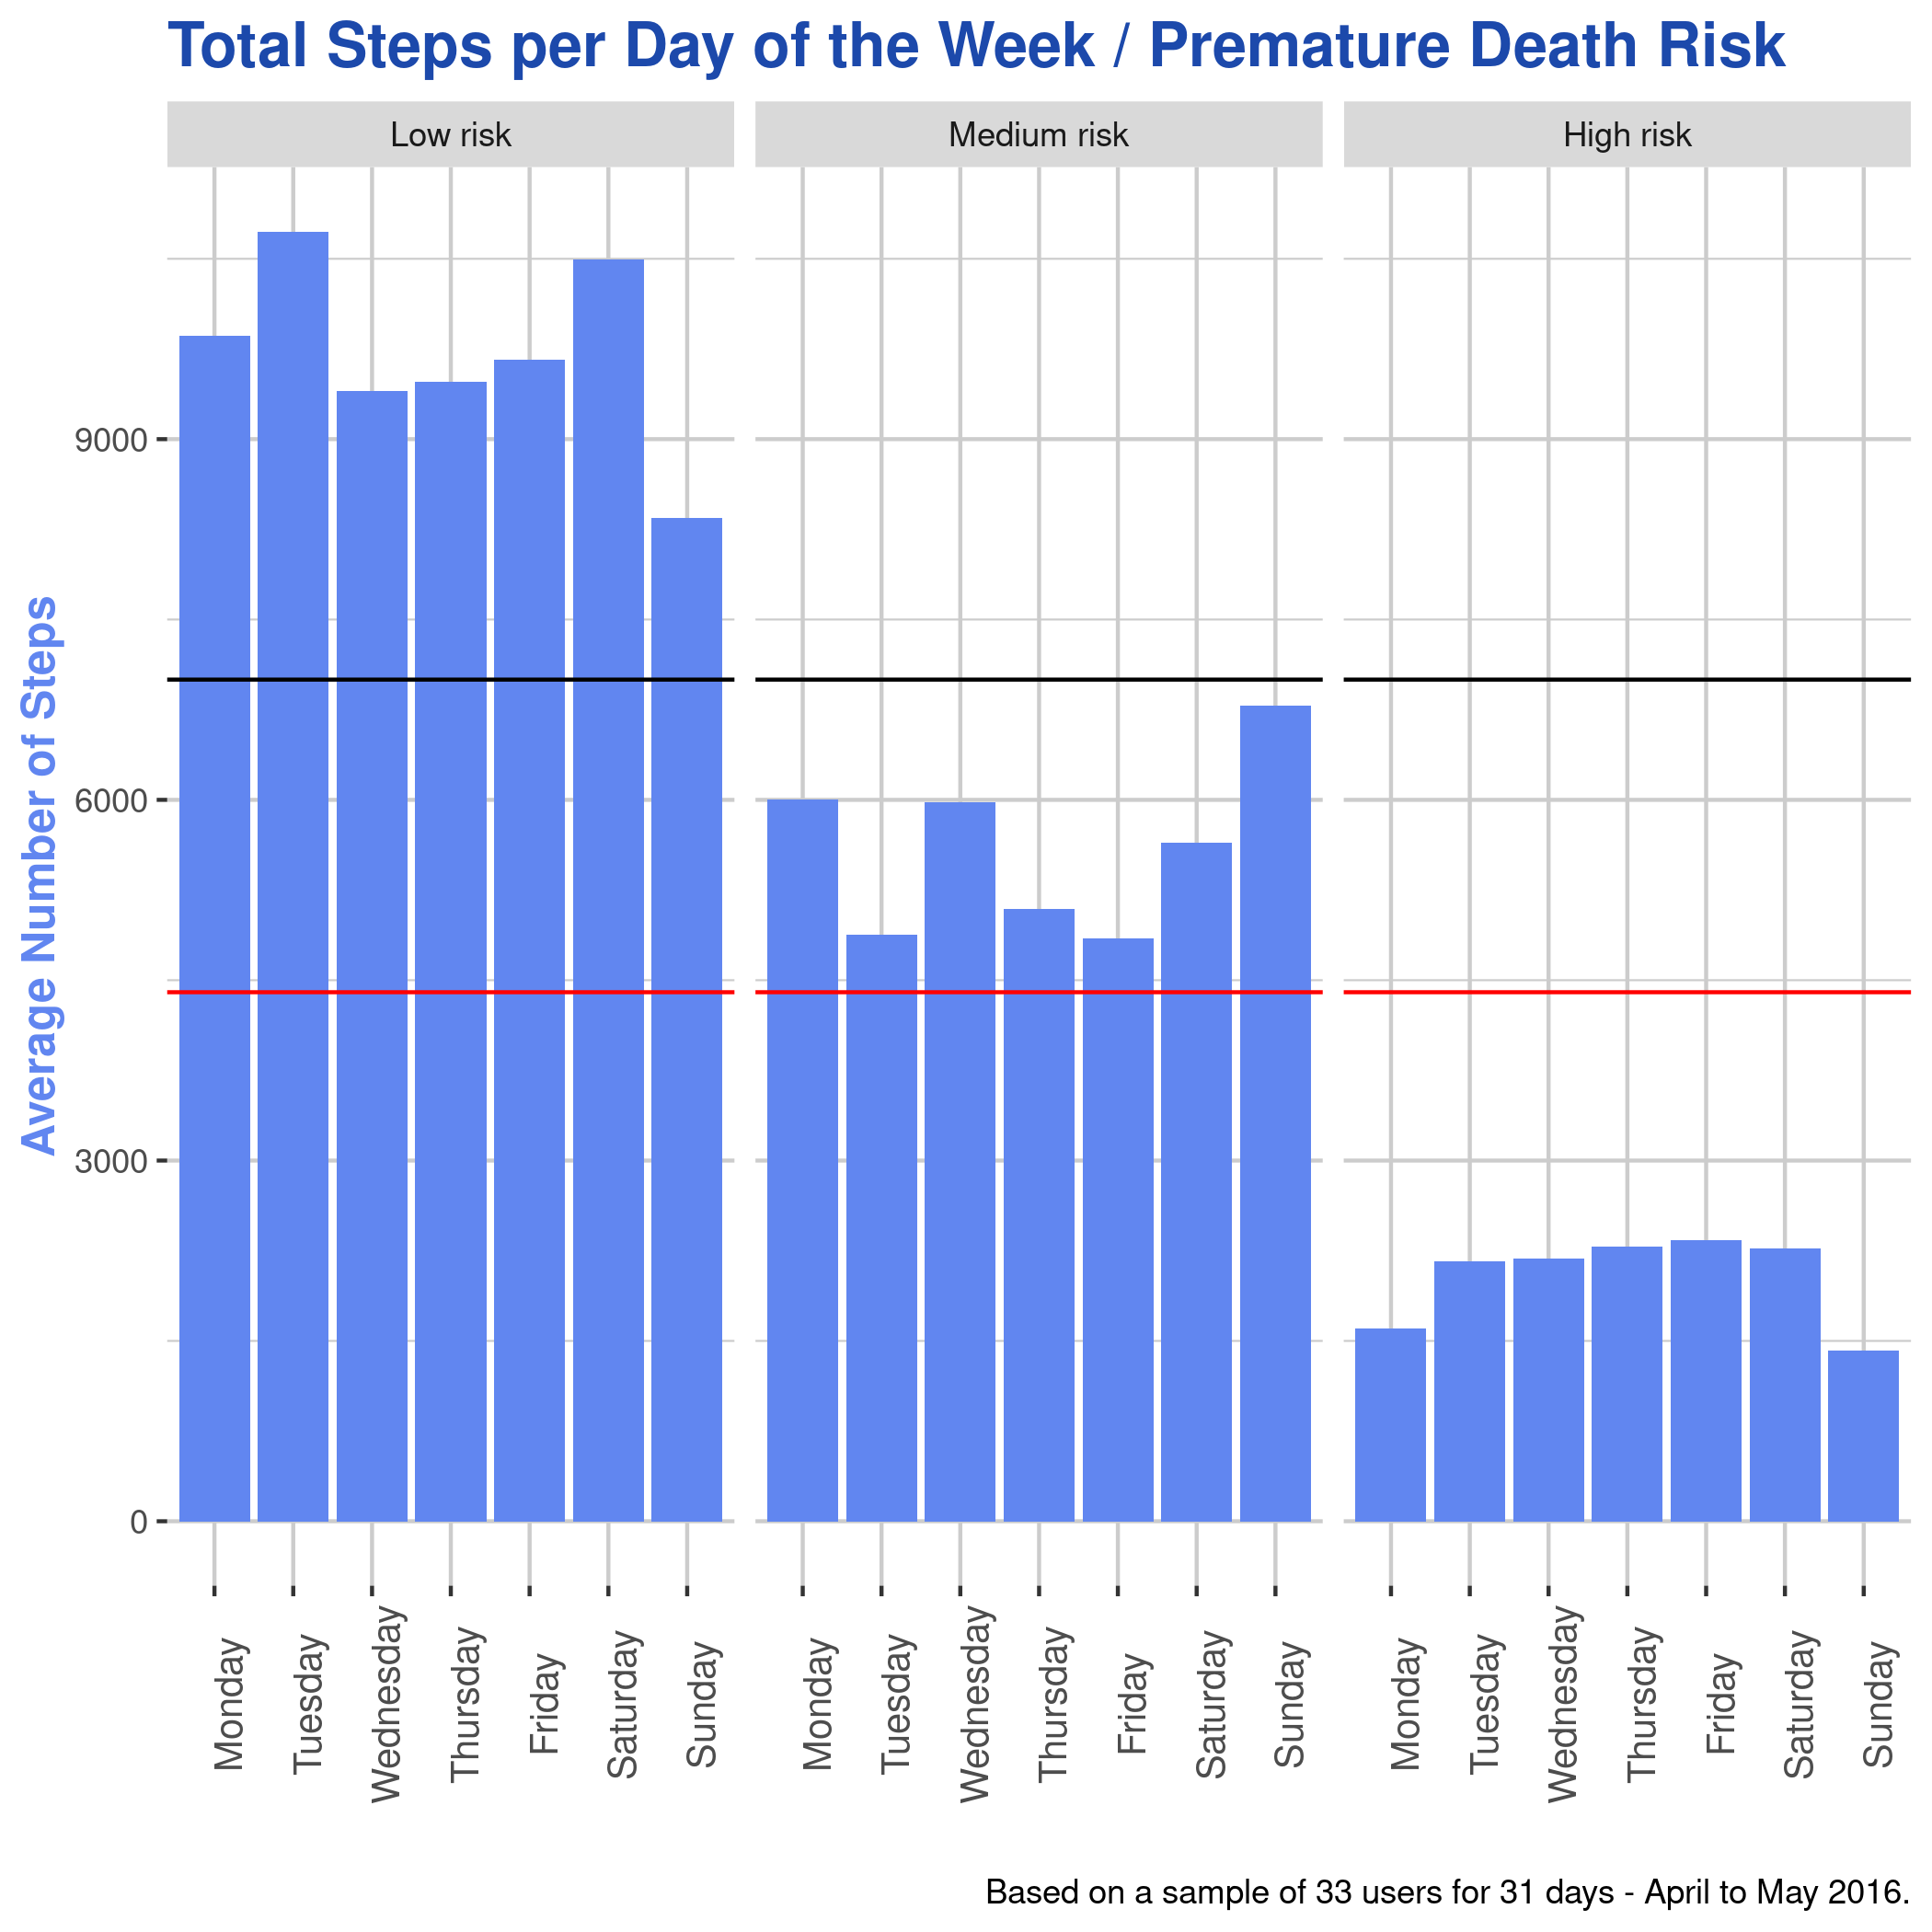 Total Steps per Day of the Week / Premature Death Risk
Low risk
Medium risk
High risk
Average Number of Steps
9000
6000
3000
0
Monday
Tuesday
Wednesday
Thursday
Friday
Saturday
Sunday
Monday
Tuesday
Wednesday
Thursday
Friday
Saturday
Sunday
Monday
Tuesday
Wednesday
Thursday
Friday
Saturday
Sunday
Based on a sample of 33 users for 31 days - April to May 2016.